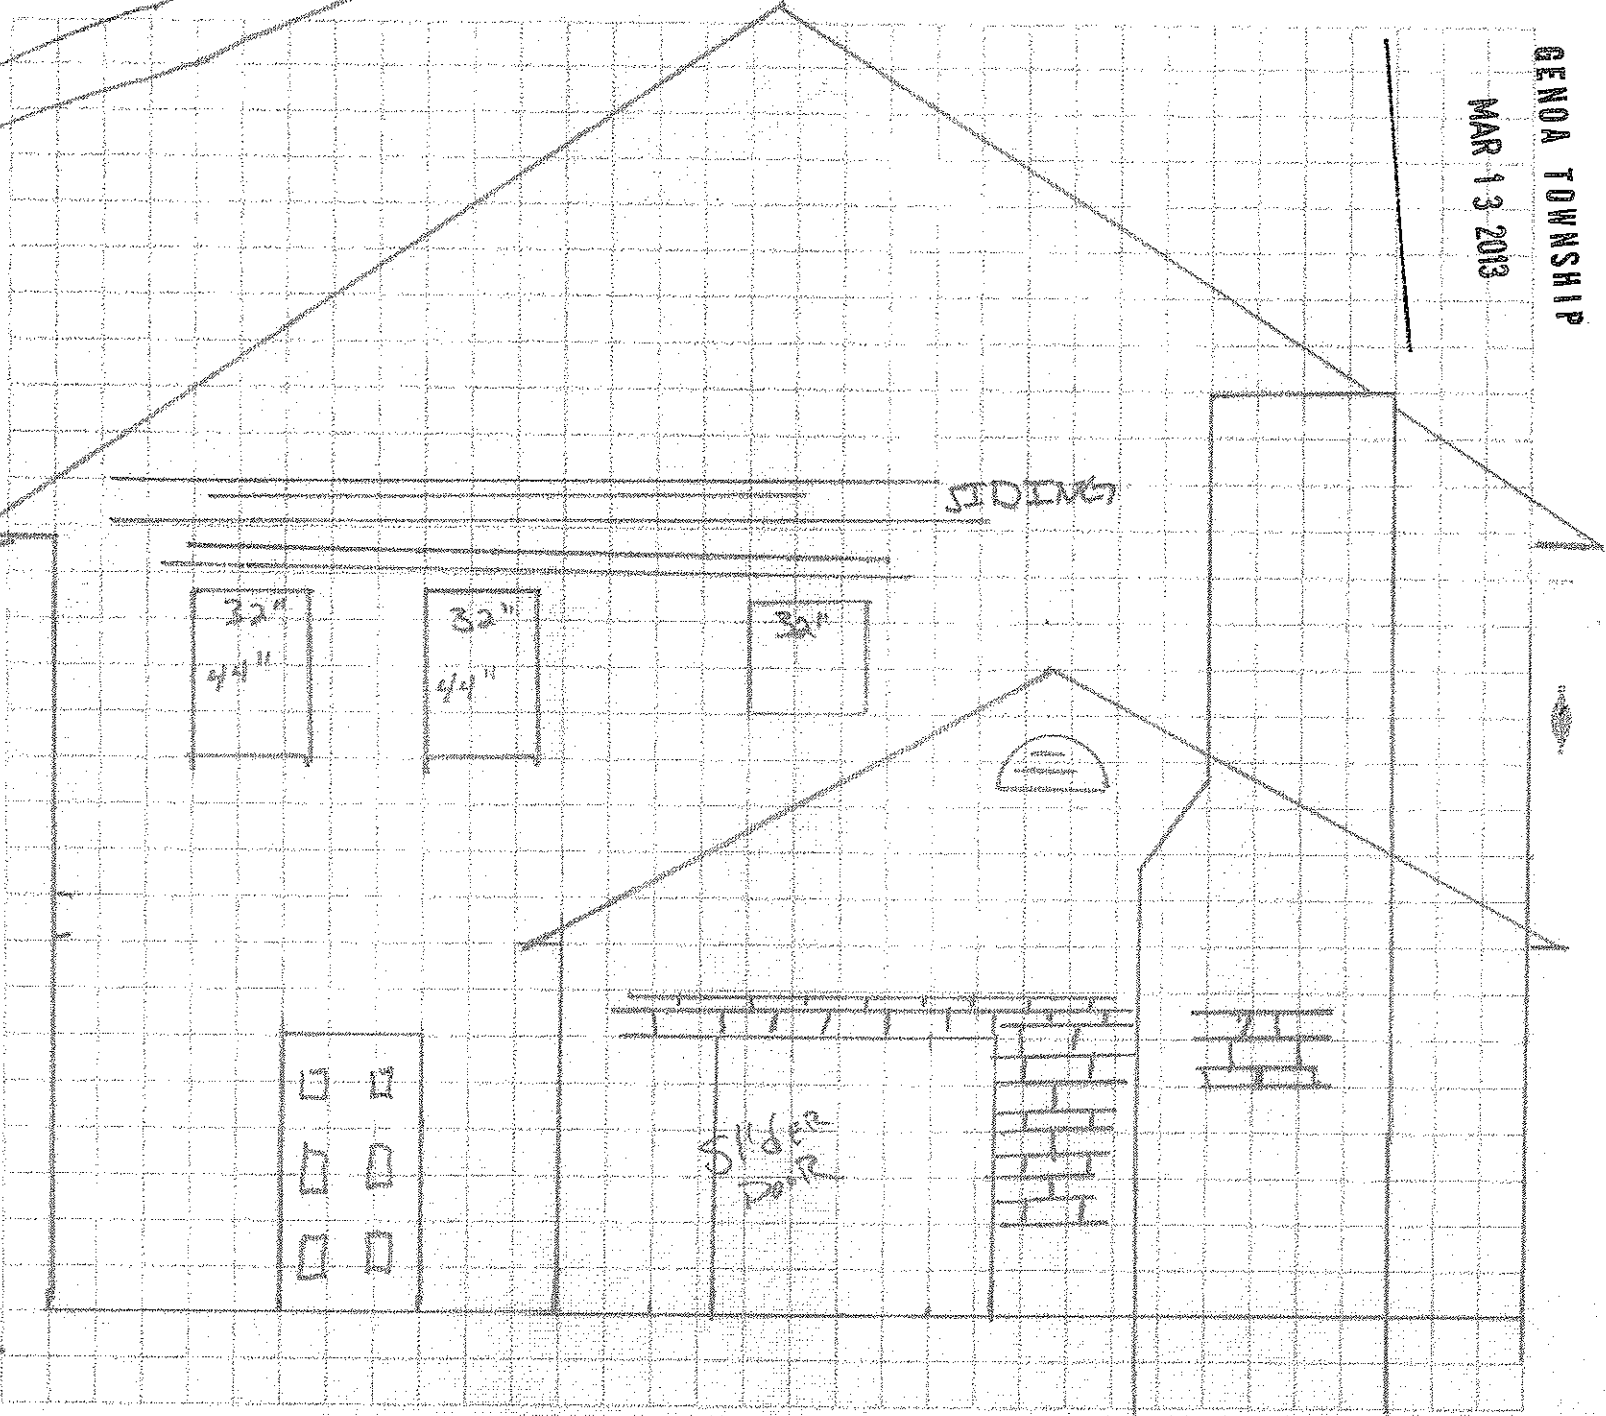 GENOA TOWNSHIP
MAR 13 2013
SIDING
32"
44"
32"
44"
32"
SlidER
DooR